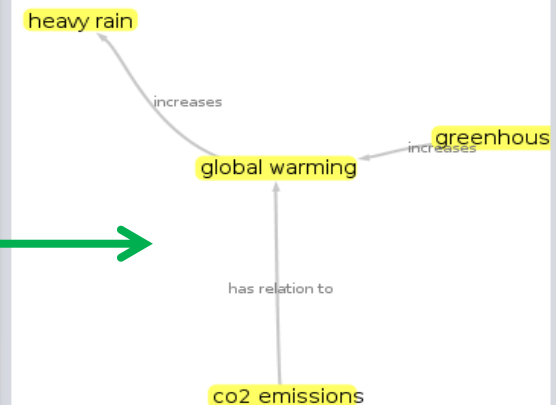 heavy rain
increases
greenhous
increases
global warming
has relation to
co2 emissions